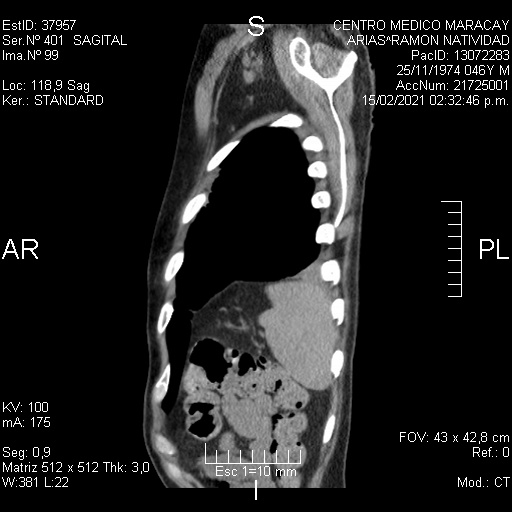 S
EstID: 37957
Ser.Nº 401 SAGITAL
Ima.Nº 99
Loc: 118,9 Sag
Ker.: STANDARD
CENTRO MEDICO MARACAY
ARIAS^RAMON NATIVIDAD
PacID: 13072283
25/11/1974 046Y M
AccNum: 21725001
15/02/2021 02:32:46 p.m.
AR
PL
KV: 100
mA: 175
Seg: 0,9
Matriz 512 x 512 Thk: 3,0
W:381 L:22
Esc 1=10 mm
I
FOV: 43 x 42,8 cm
Ref.: 0
Mod.: CT